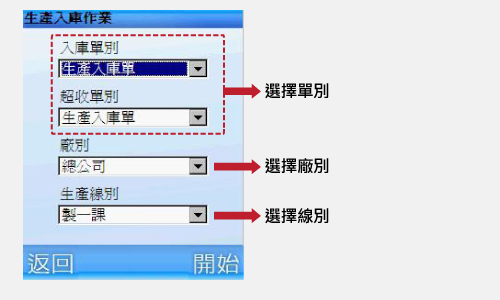 生產入庫作業
入庫單別
生產入庫單
超收單別
生產入庫單
選擇單別
廠別
總公司
選擇廠別
生產線別
製一課
選擇線別
返回
開始